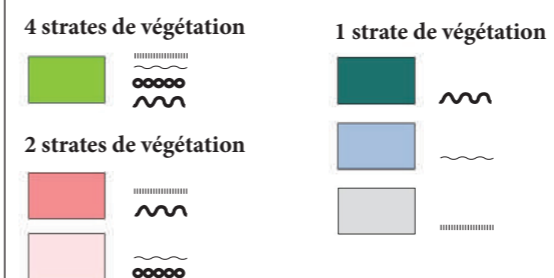 4 strates de végétation
2 strates de végétation
1 strate de végétation